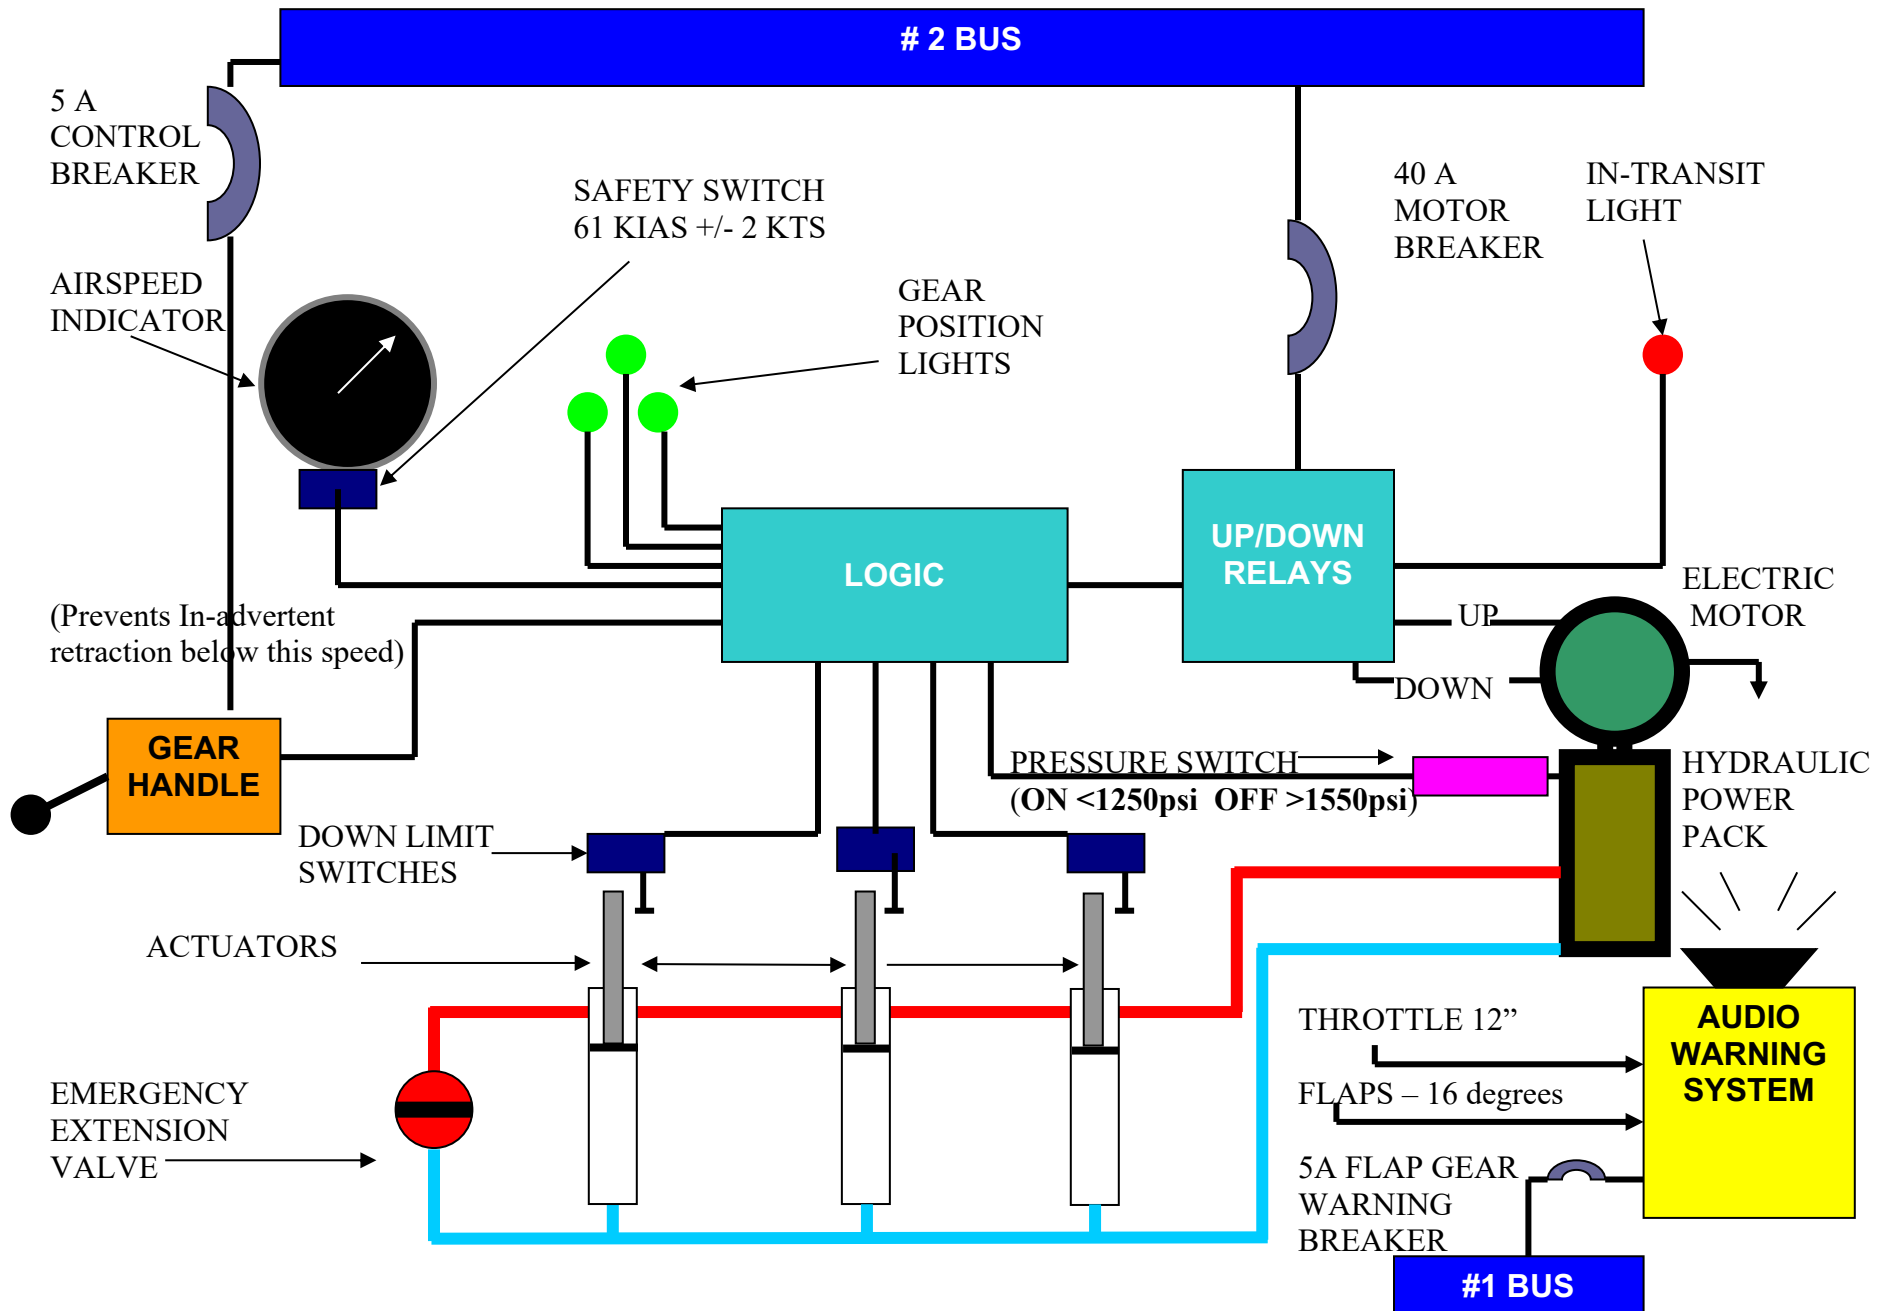 # 2 BUS
5 A
CONTROL
BREAKER
SAFETY SWITCH
61 KIAS +/- 2 KTS
40 A
MOTOR
BREAKER
IN-TRANSIT
LIGHT
AIRSPEED
INDICATOR
GEAR
POSITION
LIGHTS
LOGIC
UP/DOWN
RELAYS
ELECTRIC
MOTOR
(Prevents In-advertent
retraction below this speed)
UP
DOWN
GEAR
HANDLE
PRESSURE SWITCH
(ON <1250psi  OFF >1550psi)
HYDRAULIC
POWER
PACK
DOWN LIMIT
SWITCHES
ACTUATORS
THROTTLE 12”
AUDIO
WARNING
SYSTEM
FLAPS – 16 degrees
EMERGENCY
EXTENSION
VALVE
5A FLAP GEAR
WARNING
BREAKER
#1 BUS